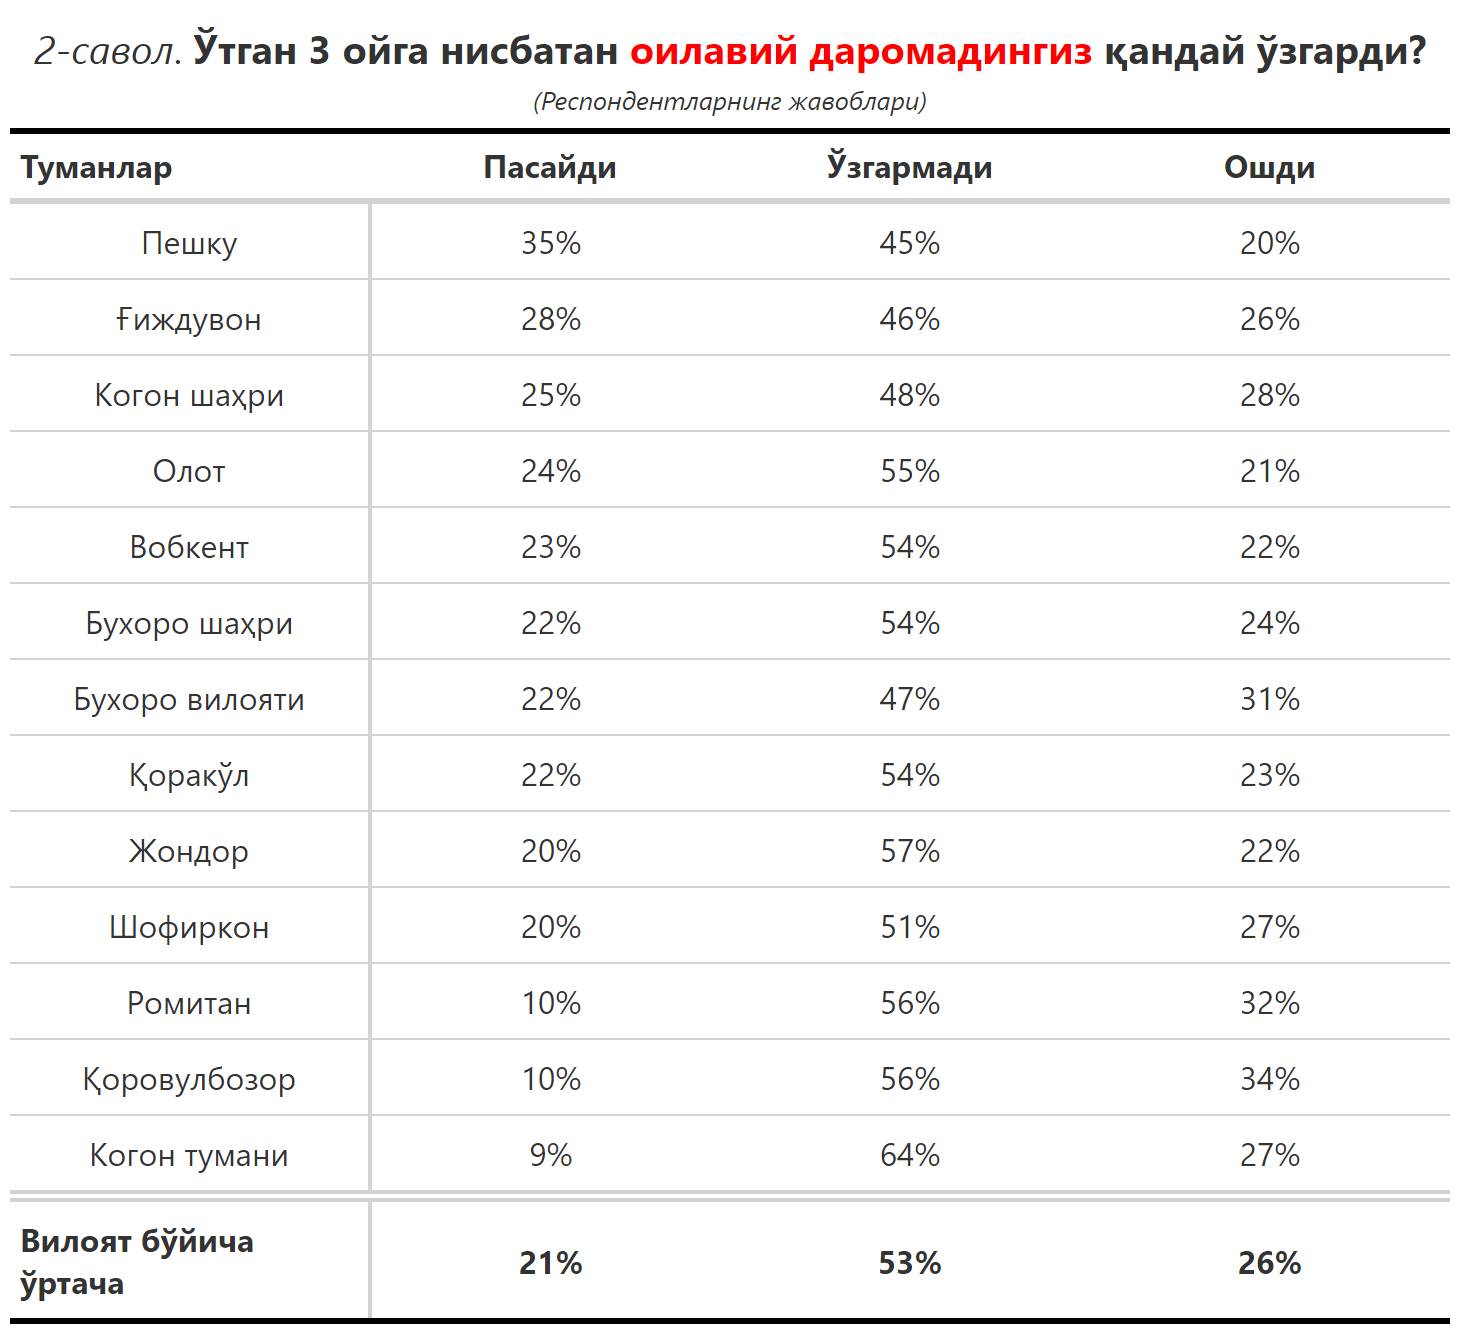 2-савол. Ўтган 3 ойга нисбатан оилавий даромадингиз қандай ўзгарди?
(Респондентларнинг жавоблари)
Туманлар Пасайди Ўзгармади Ошди
Пешку 35% 45% 20%
Ғиждувон 28% 46% 26%
Когон шаҳри 25% 48% 28%
Олот 24% 55% 21%
Вобкент 23% 54% 22%
Бухоро шаҳри 22% 54% 24%
Бухоро вилояти 22% 47% 31%
Қоракўл 22% 54% 23%
Жондор 20% 57% 22%
Шофиркон 20% 51% 27%
Ромитан 10% 56% 32%
Қоровулбозор 10% 56% 34%
Когон тумани 9% 64% 27%
Вилоят бўйича
ўртача 21% 53% 26%